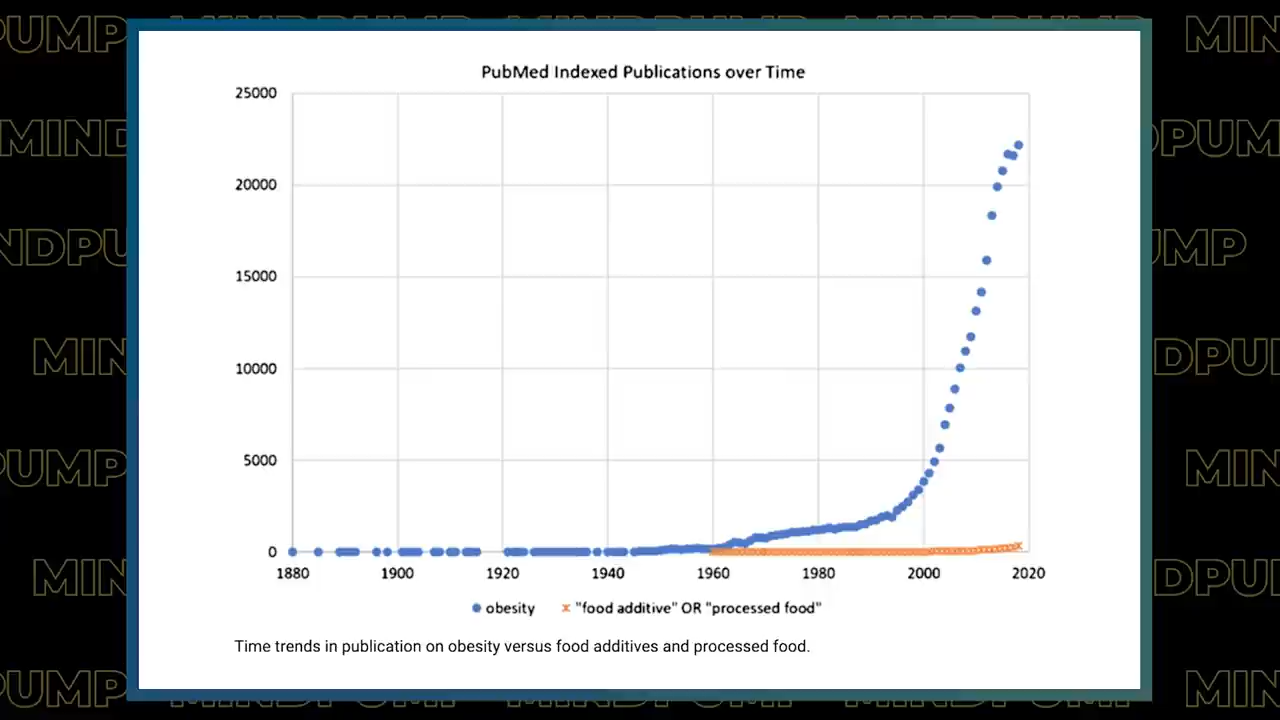 PubMed Indexed Publications over Time
25000
20000
15000
10000
5000
0
1880 1900 1920 1940 1960 1980 2000 2020
obesity "food additive" OR "processed food"
Time trends in publication on obesity versus food additives and processed food.
MINDPUMP